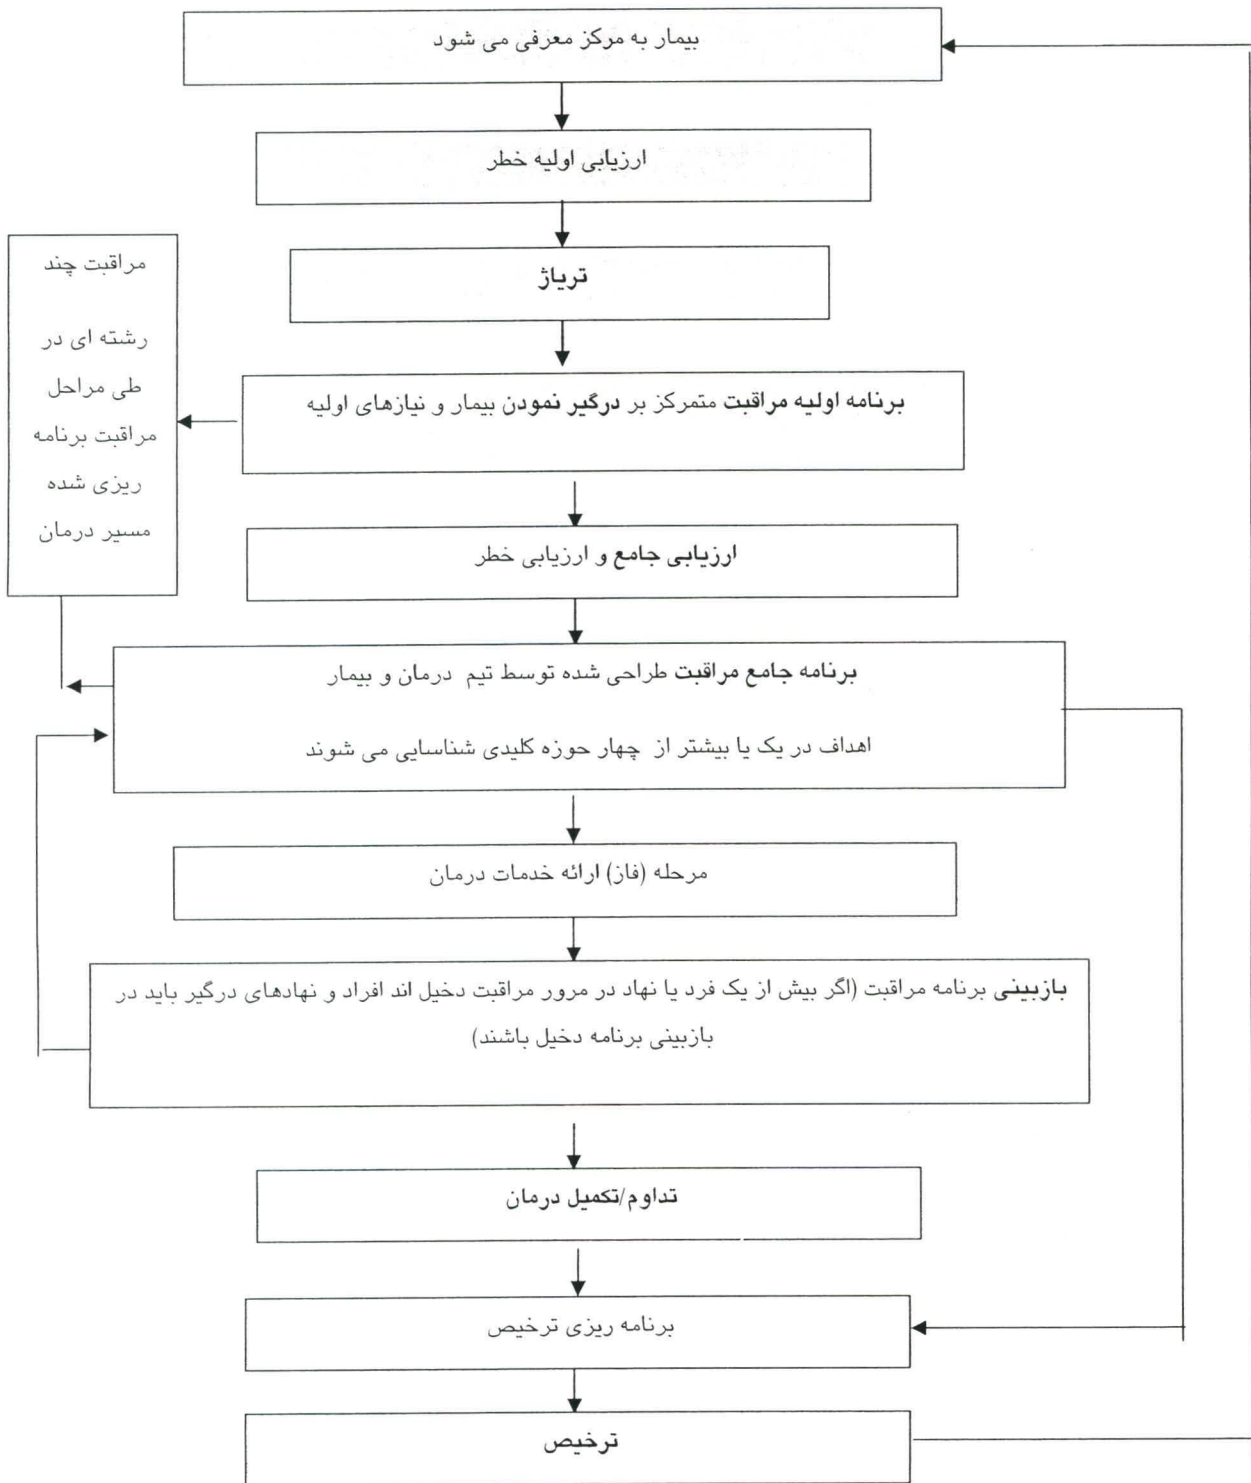 بیمار به مرکز معرفی می شود
ارزیابی اولیه خطر
تریاژ
مراقبت چند
رشته ای در
طی مراحل
مراقبت برنامه
ریزی شده
مسیر درمان
برنامه اولیه مراقبت متمرکز بر درگیر نمودن بیمار و نیازهای اولیه
ارزیابی جامع و ارزیابی خطر
برنامه جامع مراقبت طراحی شده توسط تیم درمان و بیمار
اهداف در یک یا بیشتر از چهار حوزه کلیدی شناسایی می شوند
مرحله (فاز) ارائه خدمات درمان
بازبینی برنامه مراقبت (اگر بیش از یک فرد یا نهاد در مرور مراقبت دخیل اند افراد و نهادهای درگیر باید در
بازبینی برنامه دخیل باشند)
تداوم/تکمیل درمان
برنامه ریزی ترخیص
ترخیص